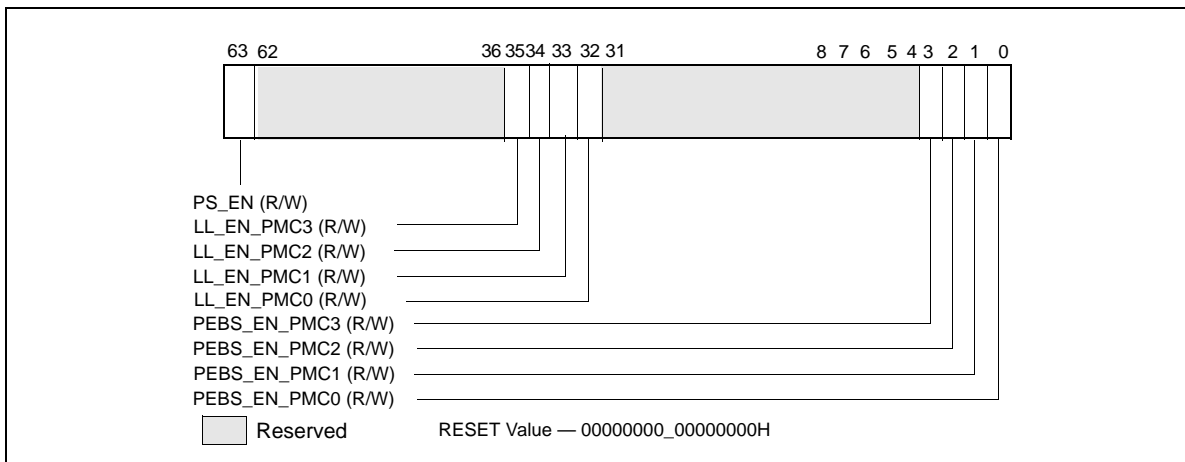 63 62 36 35 34 33 32 31 8 7 6 5 4 3 2 1 0
PS_EN (R/W)
LL_EN_PMC3 (R/W)
LL_EN_PMC2 (R/W)
LL_EN_PMC1 (R/W)
LL_EN_PMC0 (R/W)
PEBS_EN_PMC3 (R/W)
PEBS_EN_PMC2 (R/W)
PEBS_EN_PMC1 (R/W)
PEBS_EN_PMC0 (R/W)
Reserved RESET Value — 00000000_00000000H